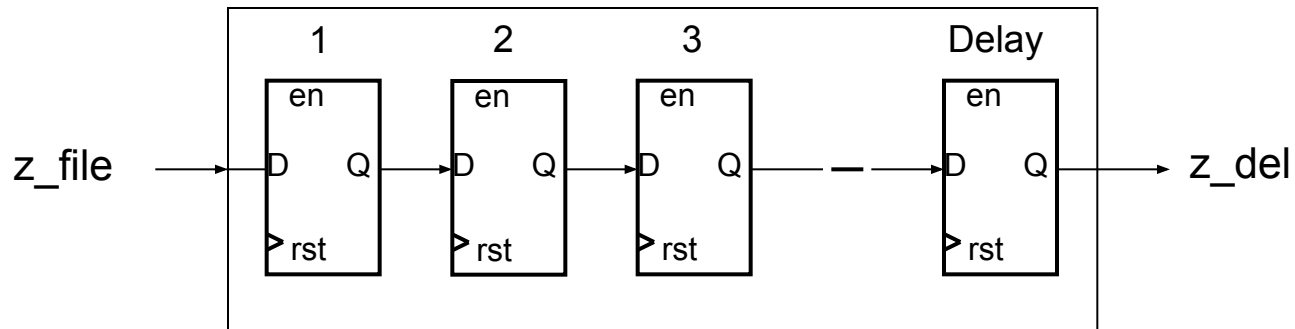 1 2 3 Delay
en en en en
z_file D Q D Q D Q D Q z_del
rst rst rst rst